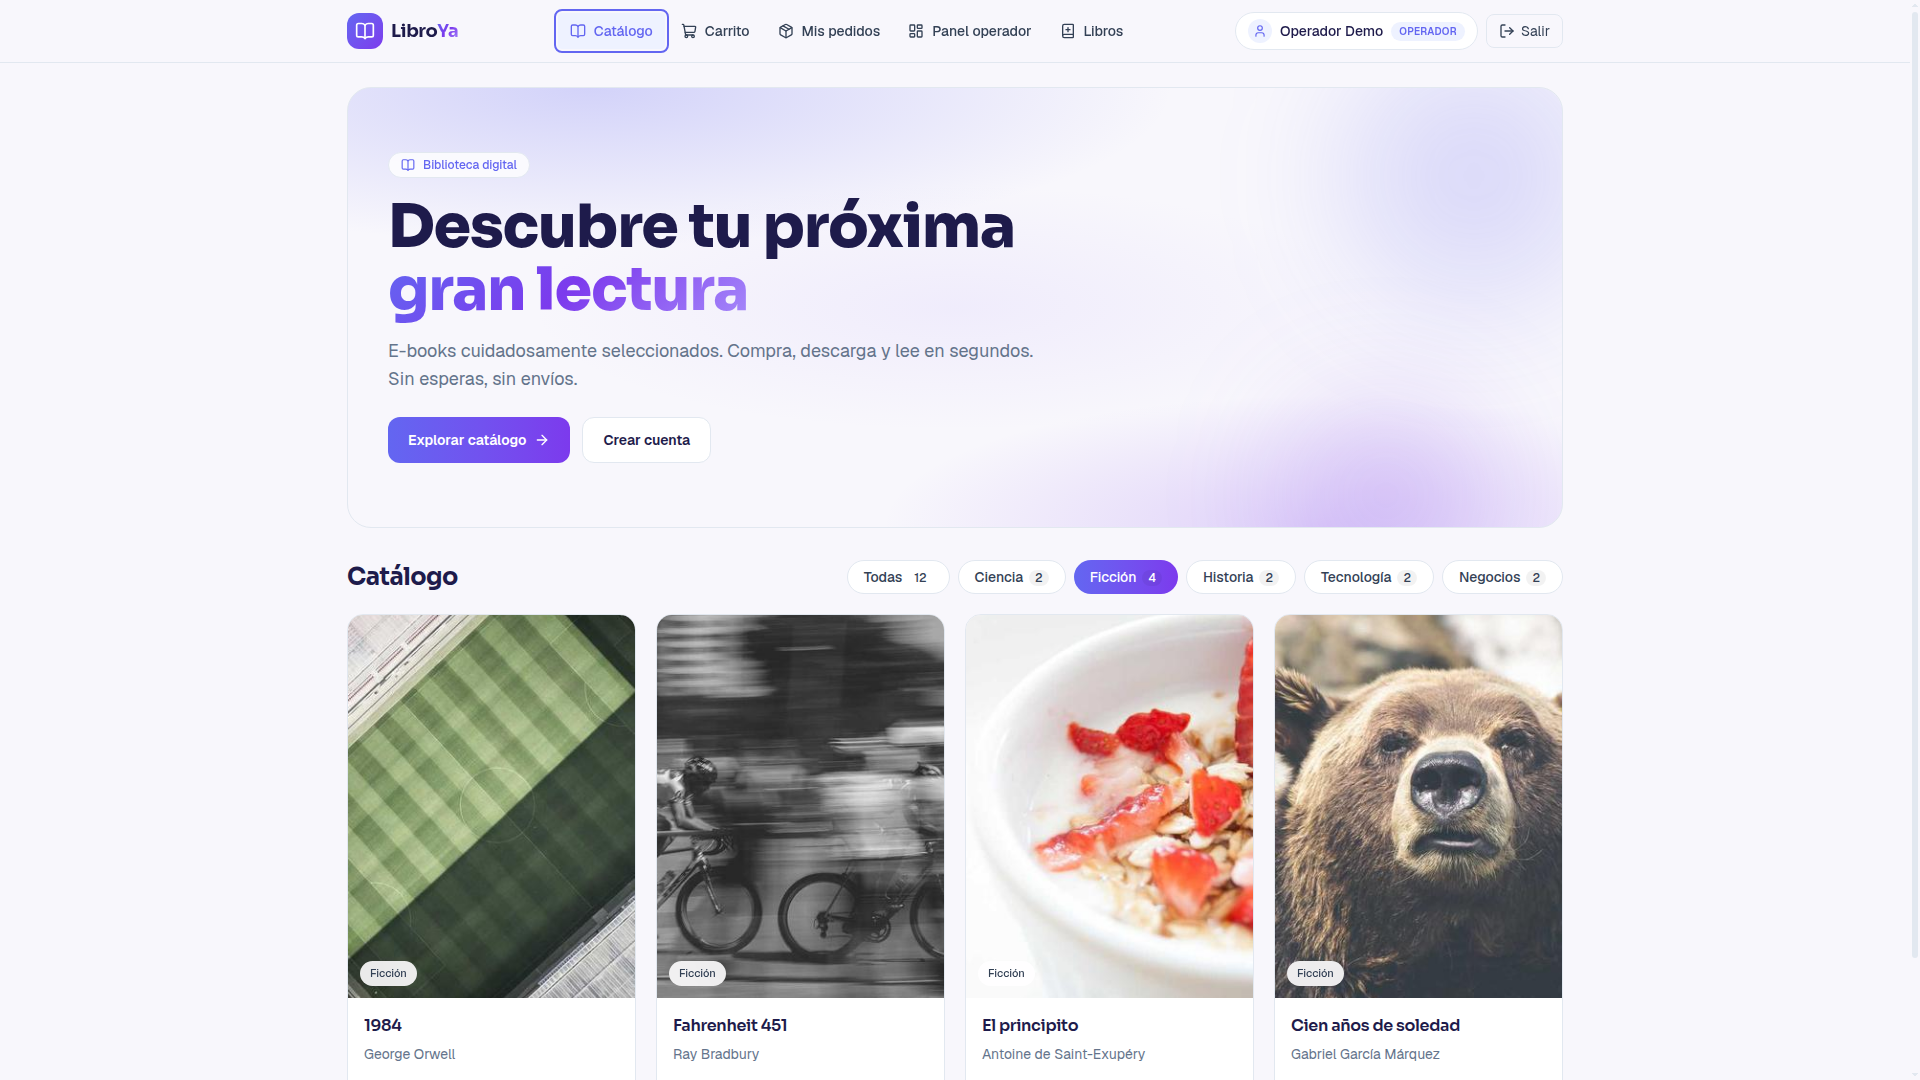 LibroYa
Catálogo
Carrito
Mis pedidos
Panel operador
Libros
Operador Demo
OPERADOR
Salir
Biblioteca digital
Descubre tu próxima
gran lectura
E-books cuidadosamente seleccionados. Compra, descarga y lee en segundos.
Sin esperas, sin envíos.
Explorar catálogo
Crear cuenta
Catálogo
Todas 12
Ciencia 2
Ficción 4
Historia 2
Tecnología 2
Negocios 2
Ficción
Ficción
Ficción
Ficción
1984
George Orwell
Fahrenheit 451
Ray Bradbury
El principito
Antoine de Saint-Exupéry
Cien años de soledad
Gabriel García Márquez